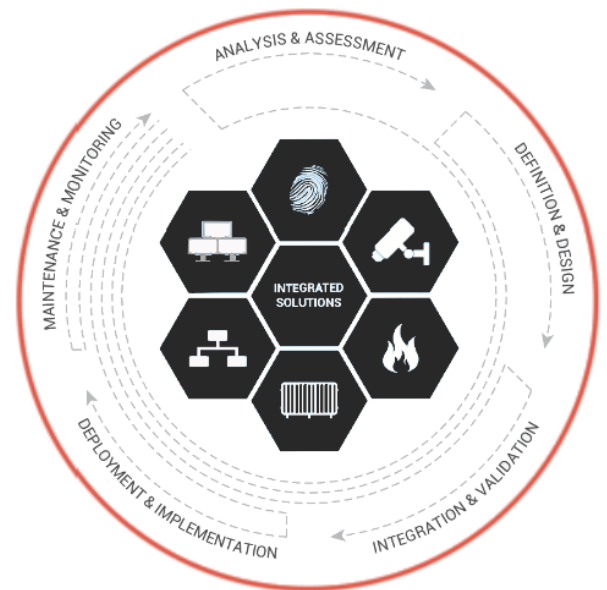 ANALYSIS & ASSESSMENT
DEFINITION & DESIGN
INTEGRATION & VALIDATION
DEPLOYMENT & IMPLEMENTATION
MAINTENANCE & MONITORING
INTEGRATED
SOLUTIONS